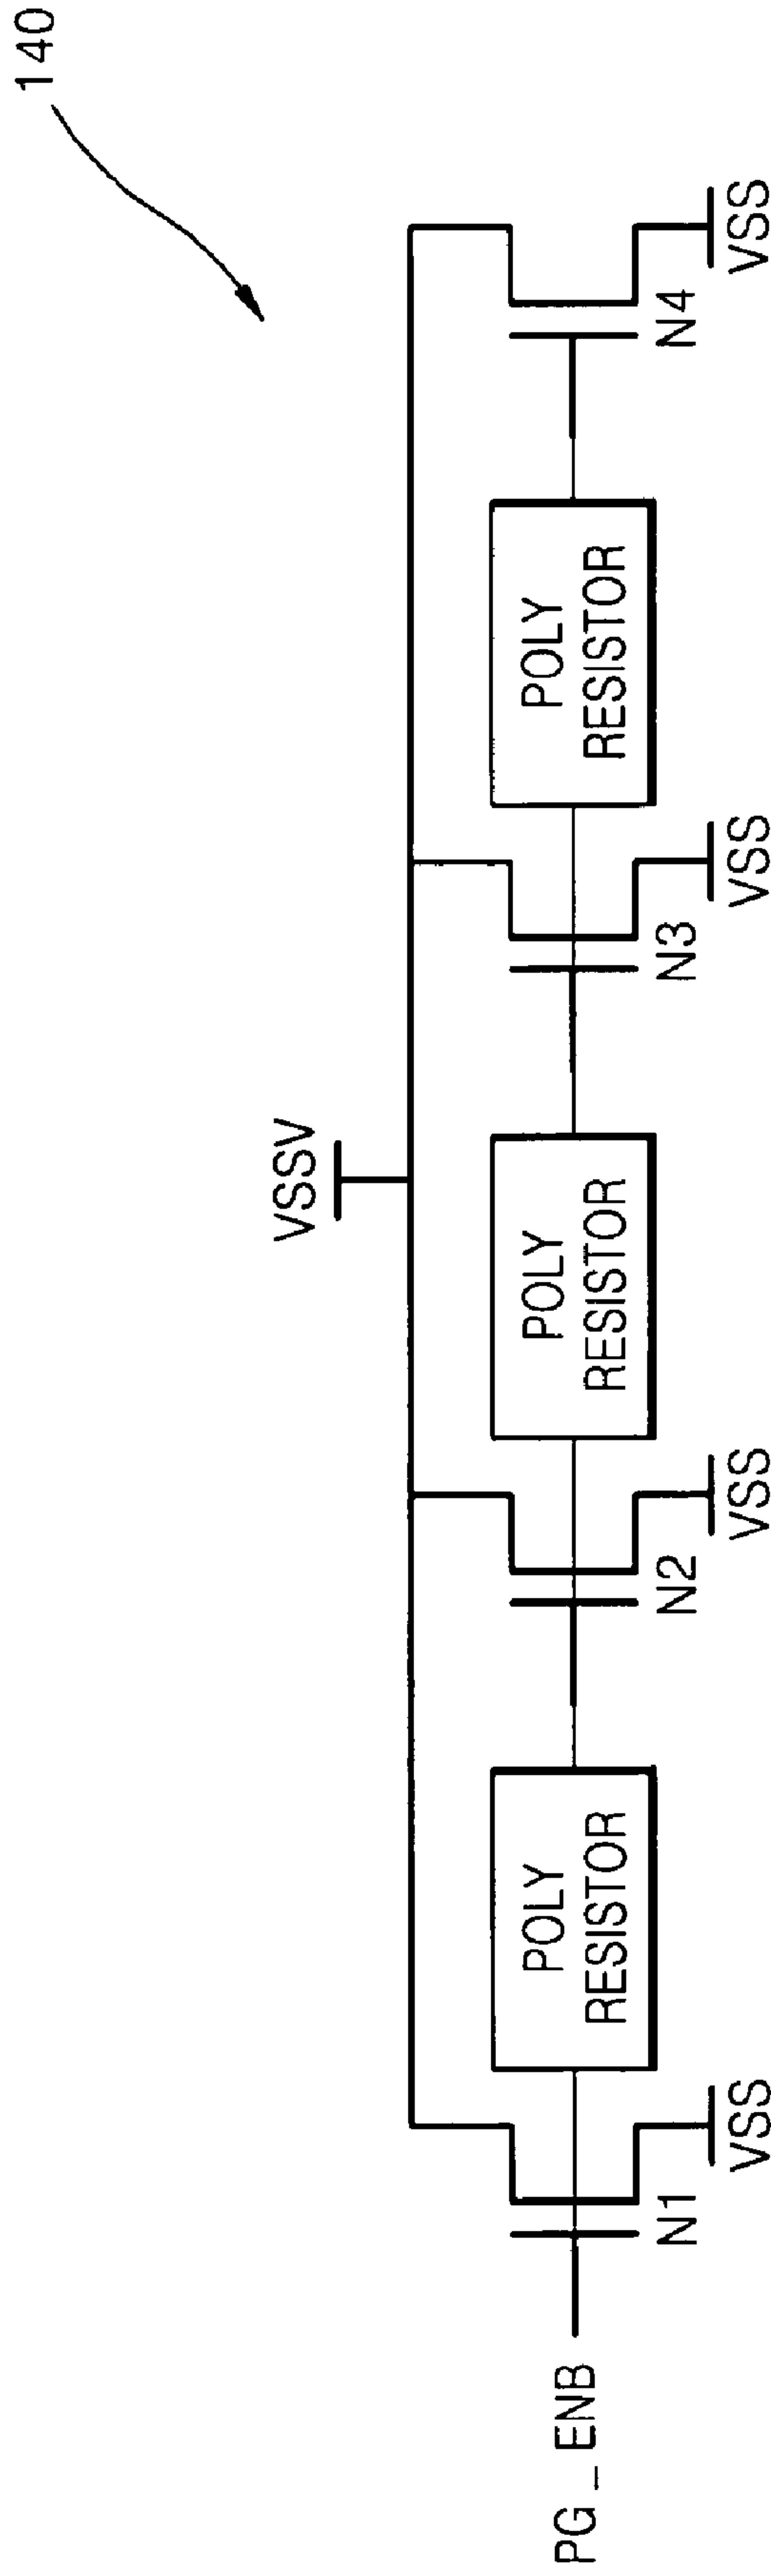 140
VSSV
PG_ENB
POLY
RESISTOR
POLY
RESISTOR
POLY
RESISTOR
N1
VSS
N2
VSS
N3
VSS
N4
VSS